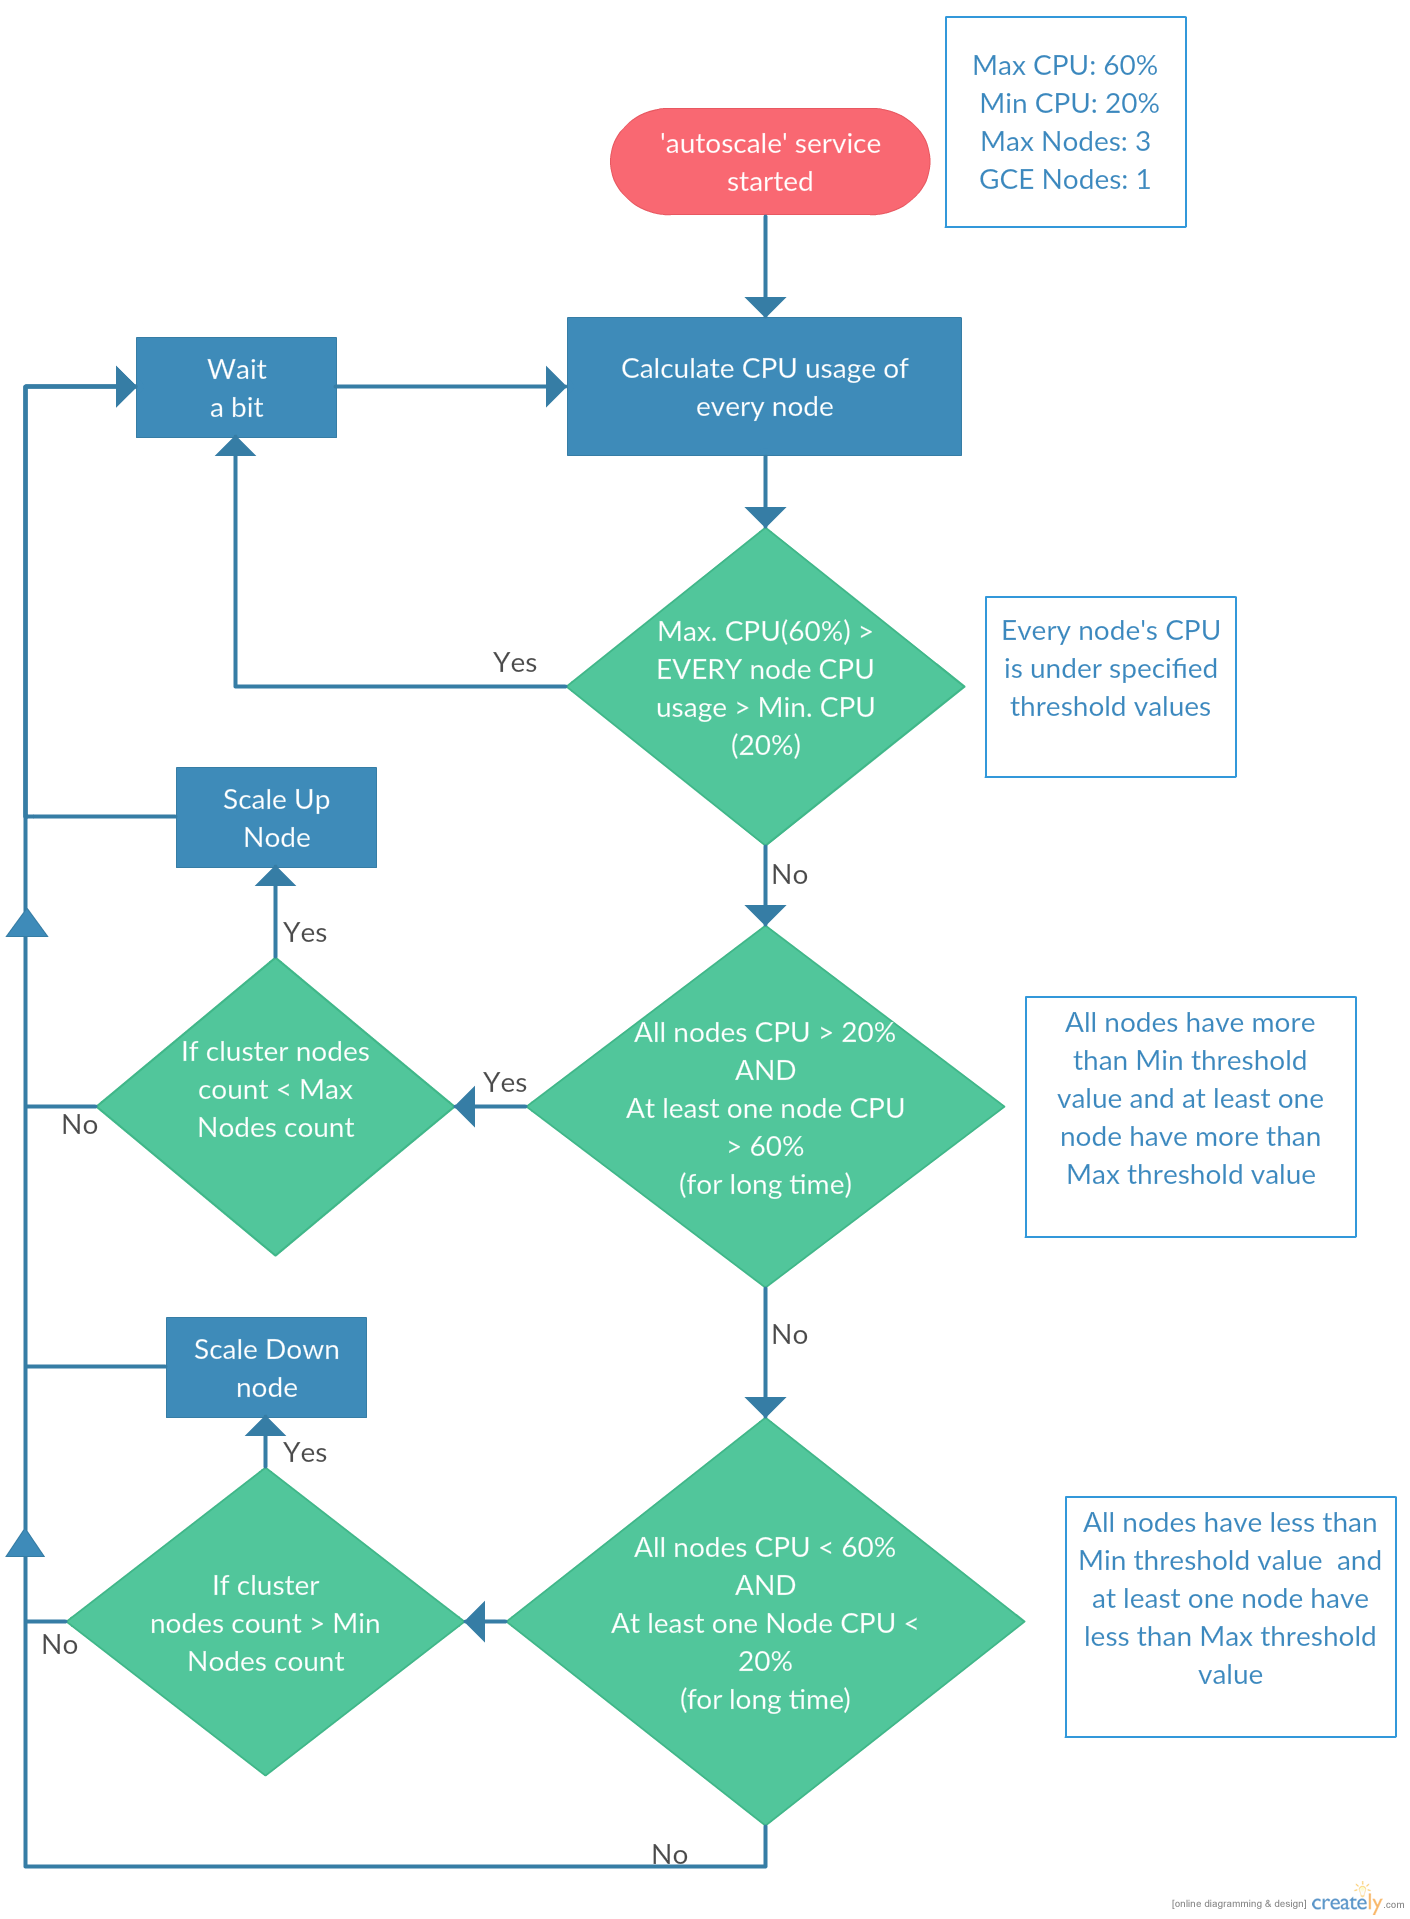 Max CPU: 60%
Min CPU: 20%
Max Nodes: 3
GCE Nodes: 1
'autoscale' service
started
Wait
a bit
Calculate CPU usage of
every node
Max. CPU(60%) >
EVERY node CPU
usage > Min. CPU
(20%)
Yes
Every node's CPU
is under specified
threshold values
No
Scale Up
Node
Yes
If cluster nodes
count < Max
Nodes count
No
Yes
All nodes CPU > 20%
AND
At least one node CPU
> 60%
(for long time)
All nodes have more
than Min threshold
value and at least one
node have more than
Max threshold value
No
Scale Down
node
Yes
If cluster
nodes count > Min
Nodes count
No
All nodes CPU < 60%
AND
At least one Node CPU <
20%
(for long time)
All nodes have less than
Min threshold value  and
at least one node have
less than Max threshold
value
No
[online diagramming & design] creately.com